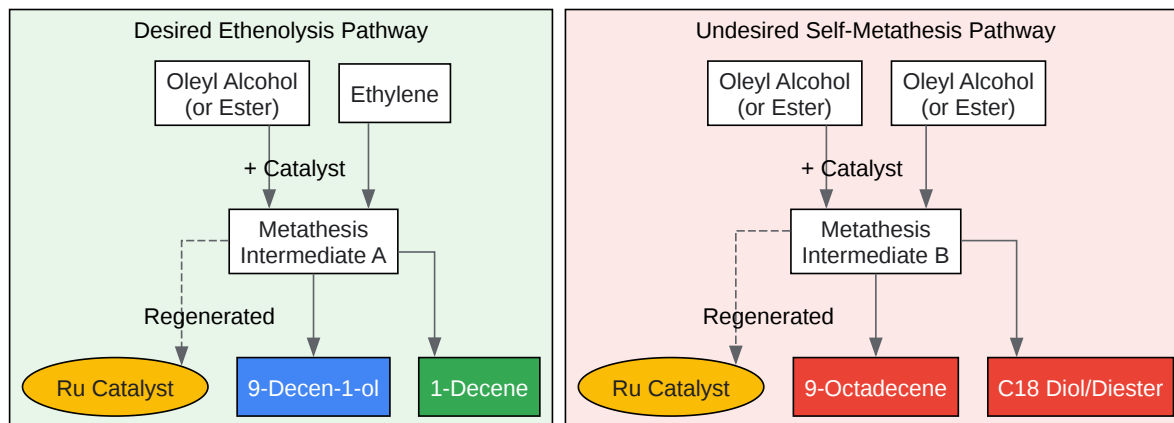 Desired Ethenolysis Pathway
Oleyl Alcohol
(or Ester)
Ethylene
+ Catalyst
Metathesis
Intermediate A
Regenerated
Ru Catalyst
9-Decen-1-ol
1-Decene
Undesired Self-Metathesis Pathway
Oleyl Alcohol
(or Ester)
Oleyl Alcohol
(or Ester)
+ Catalyst
Metathesis
Intermediate B
Regenerated
Ru Catalyst
9-Octadecene
C18 Diol/Diester